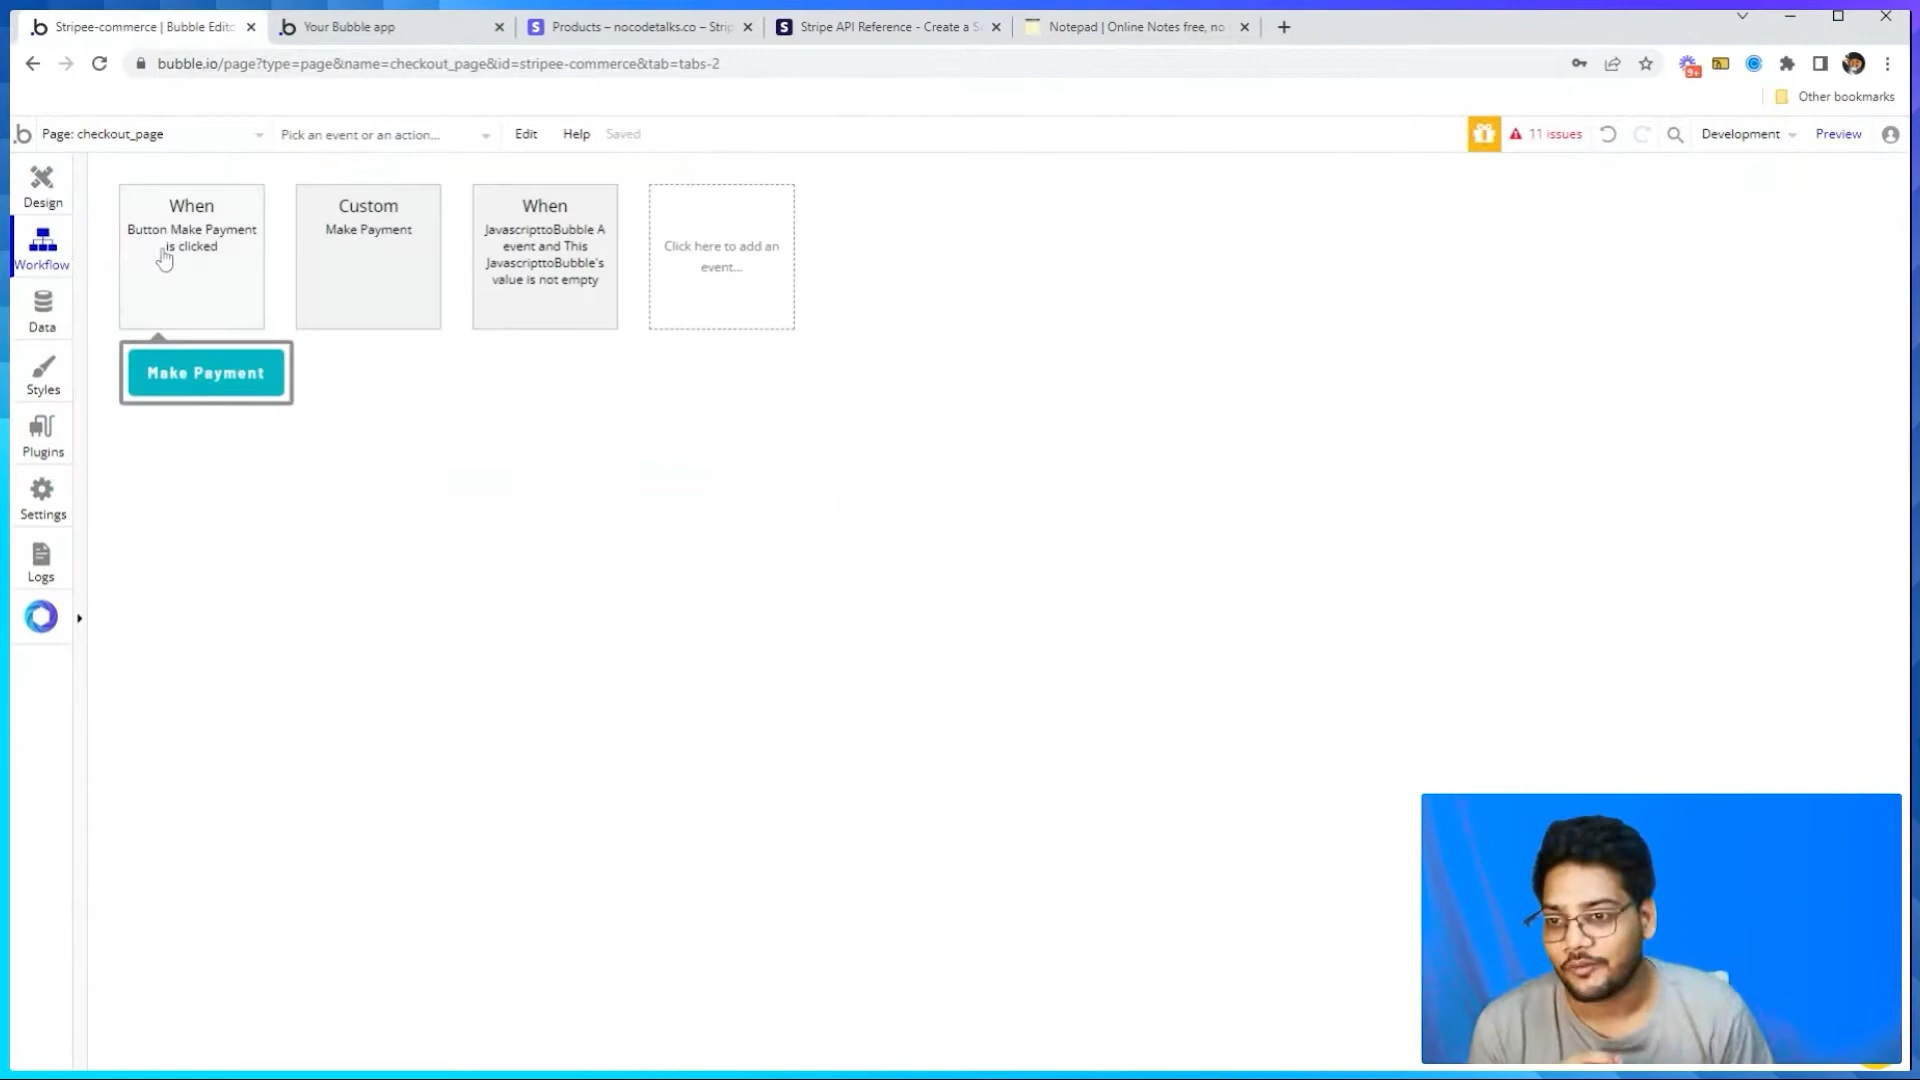 Stripee-commerce | Bubble Edito
Your Bubble app
Products – nocodetalks.co – Strip
Stripe API Reference - Create a S
Notepad | Online Notes free, no
bubble.io/page?type=page&name=checkout_page&id=stripee-commerce&tab=tabs-2
9+
Other bookmarks
.b
Page: checkout_page
Pick an event or an action...
Edit
Help
Saved
11 issues
Development
Preview
Design
Workflow
Data
Styles
Plugins
Settings
Logs
When
Button Make Payment
is clicked
Custom
Make Payment
When
JavascripttoBubble A
event and This
JavascripttoBubble's
value is not empty
Click here to add an
event...
Make Payment